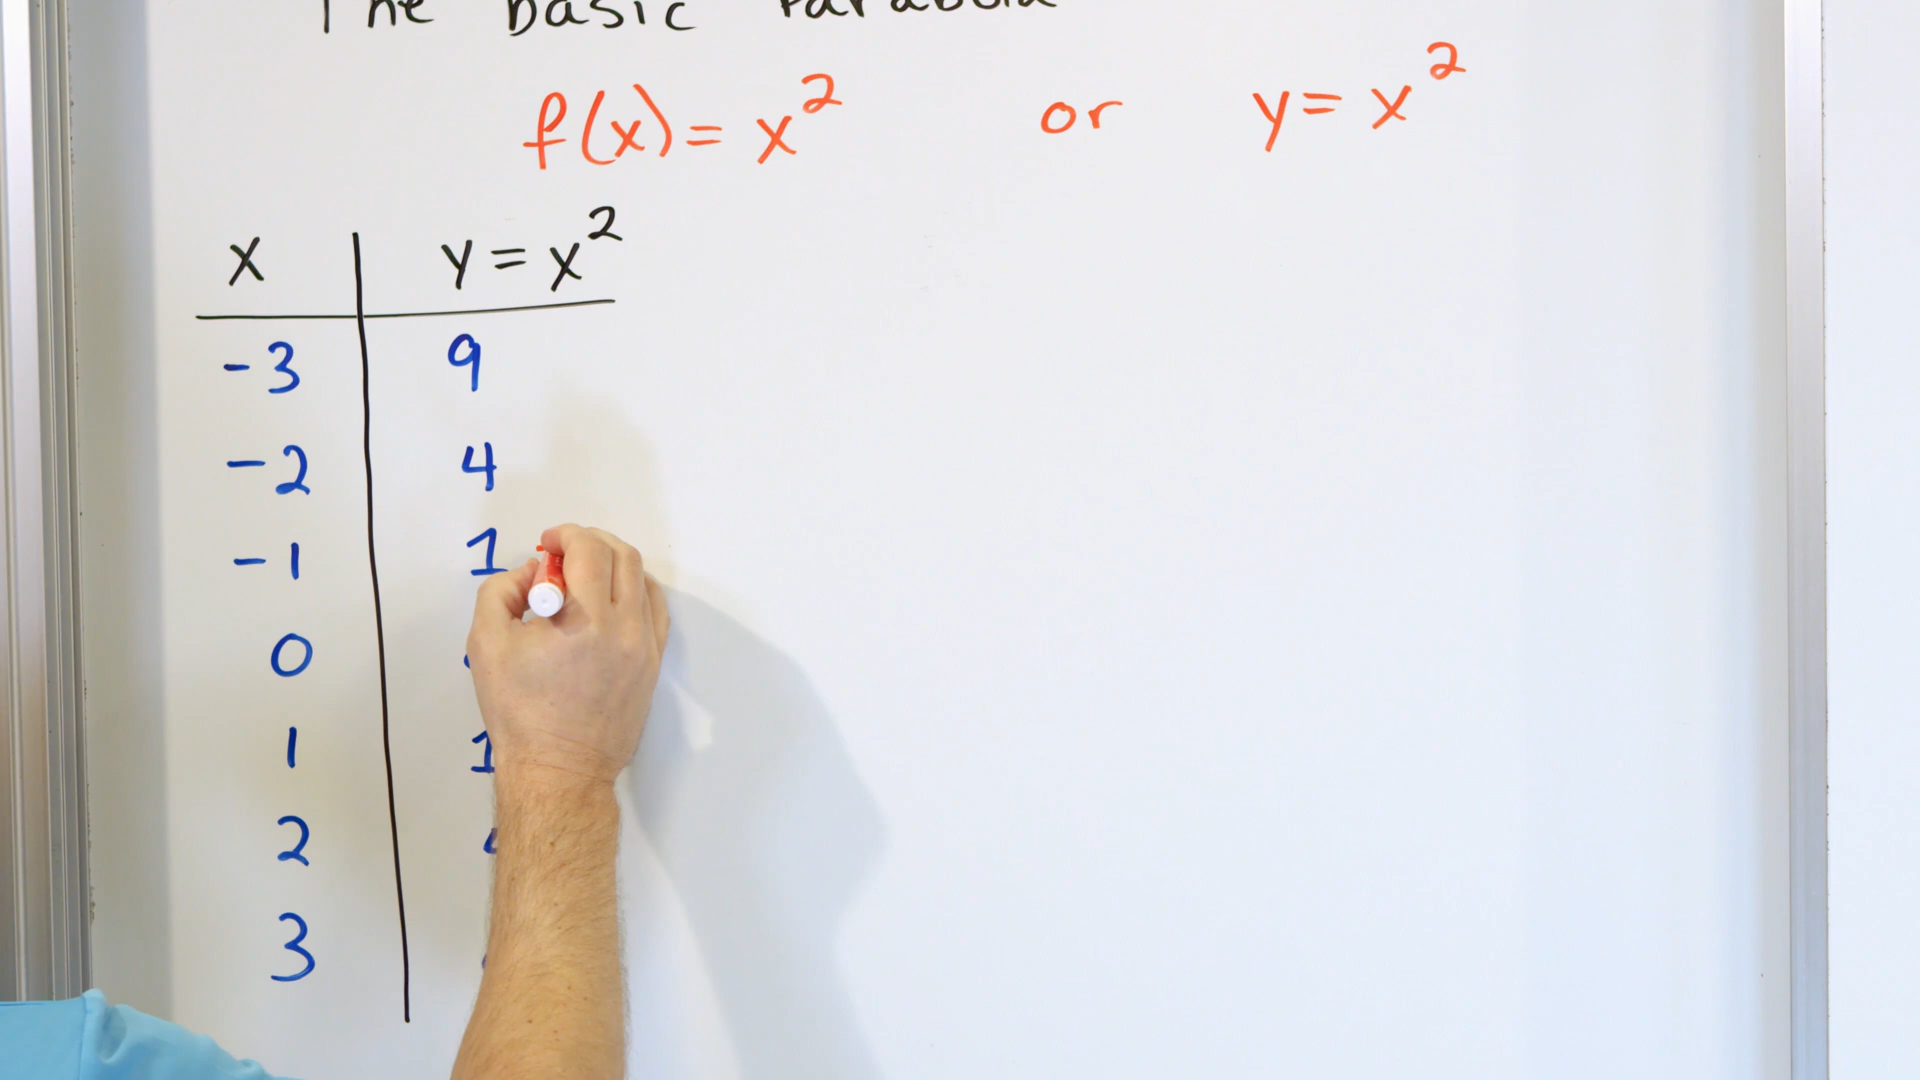 The Basic Parabola
f(x) = x² or y = x²
x y = x²
-3 9
-2 4
-1 1
0
1 1
2
3